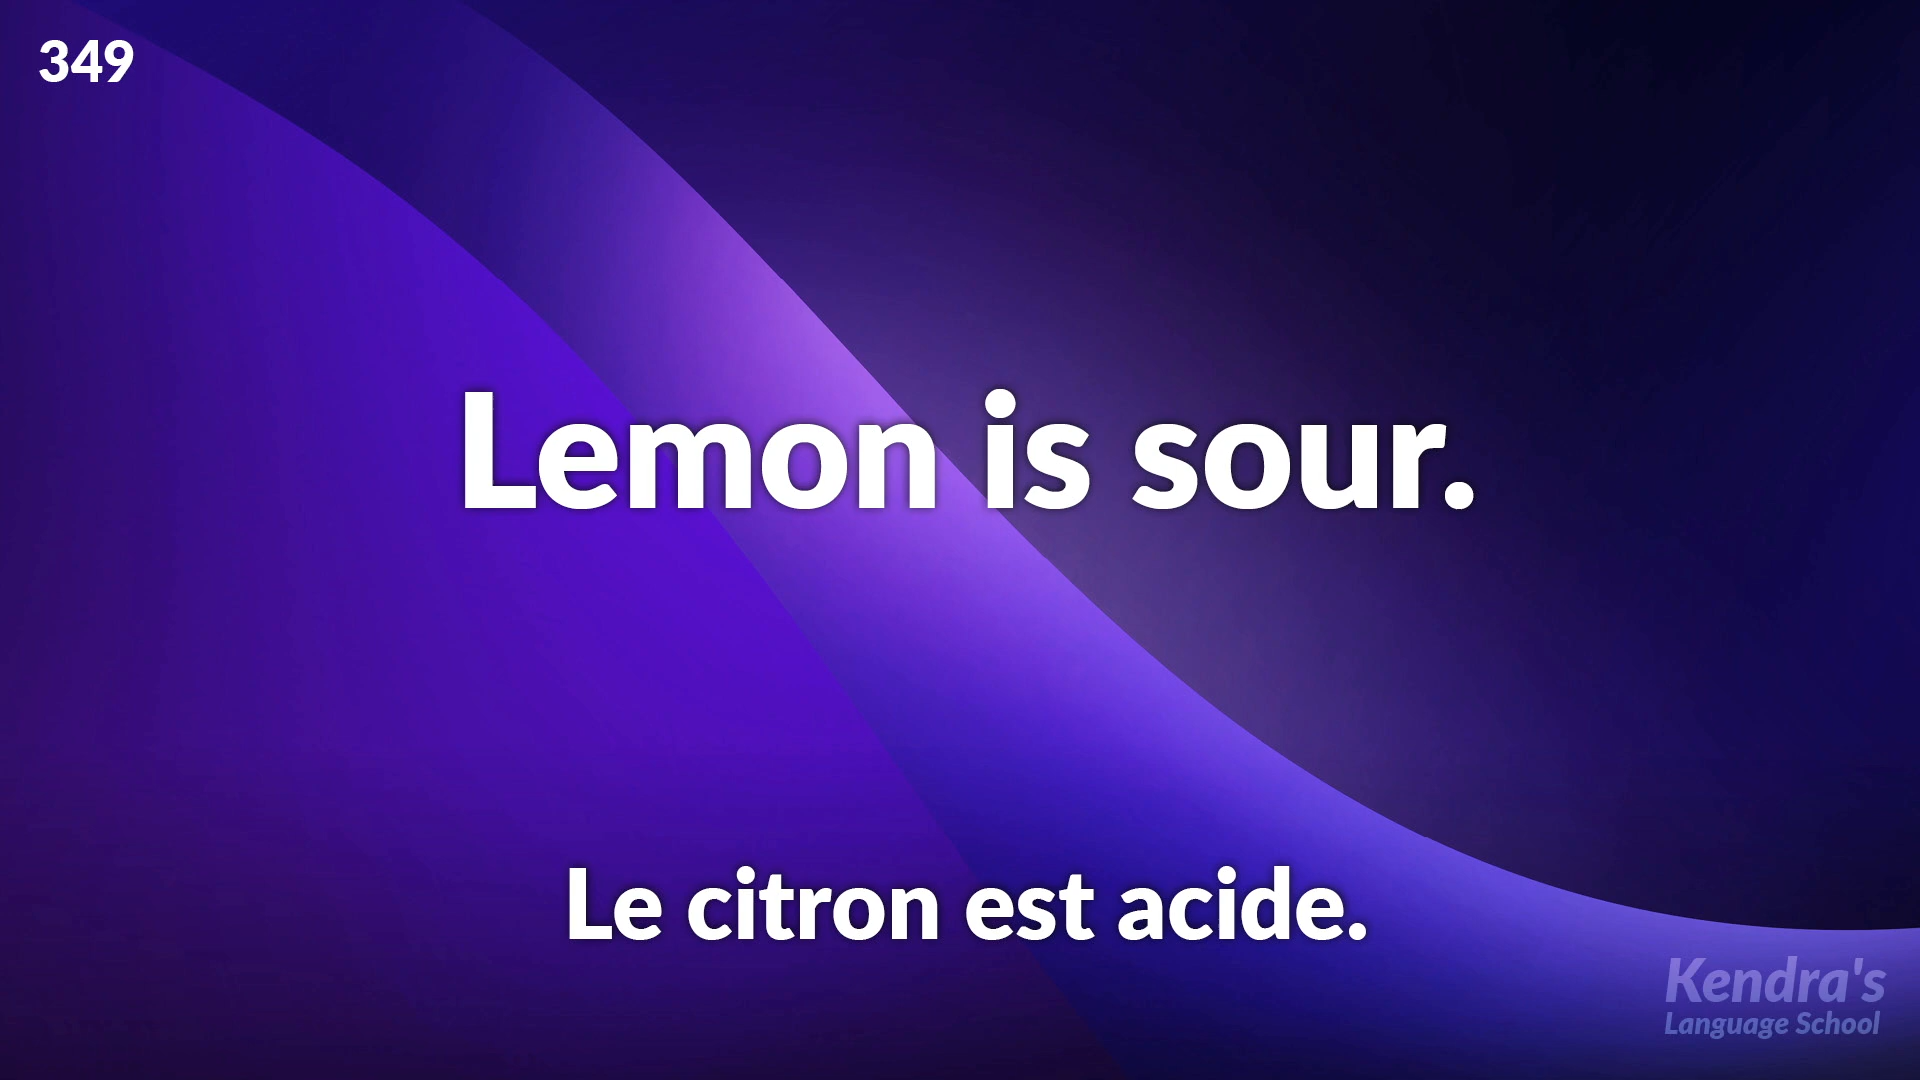 349
Lemon is sour.
Le citron est acide.
Kendra's
Language School